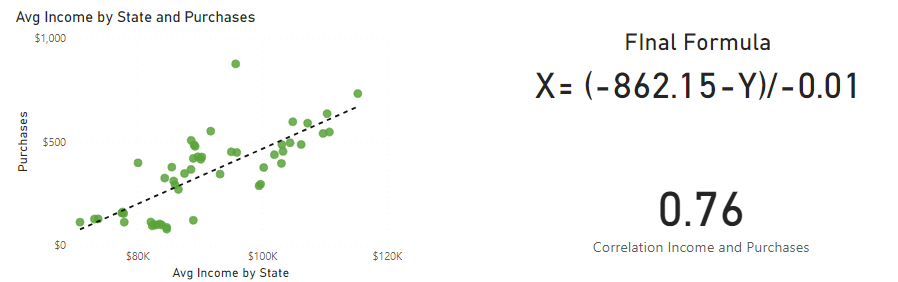 Avg Income by State and Purchases
$1,000
$500
$0
Purchases
$80K $100K $120K
Avg Income by State
FInal Formula
X= (-862.15-Y)/-0.01
0.76
Correlation Income and Purchases